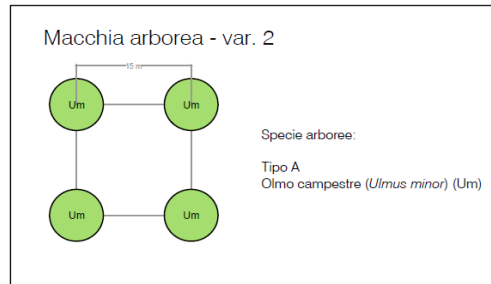 Macchia arborea - var. 2
15 m
Um Um
Specie arboree:
Tipo A
Olmo campestre (Ulmus minor) (Um)
Um Um